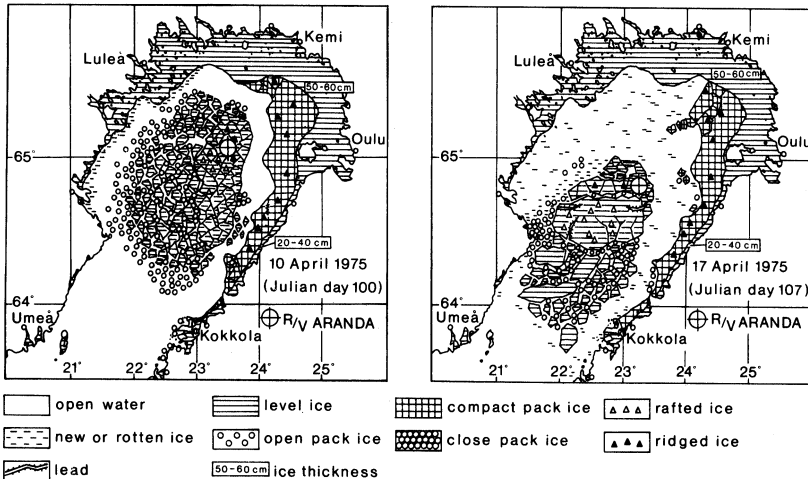 Kemi
Luleå
50-60cm
Oulu
65°
20-40 cm
10 April 1975
(Julian day 100)
64°
Umeå
R/V ARANDA
Kokkola
21° 22° 23° 24° 25°
Kemi
Luleå
50-60cm
Oulu
65°
20-40 cm
17 April 1975
(Julian day 107)
64°
Umeå
R/V ARANDA
Kokkola
21° 22° 23° 24° 25°
open water level ice compact pack ice rafted ice
new or rotten ice open pack ice close pack ice ridged ice
lead 50-60cm ice thickness